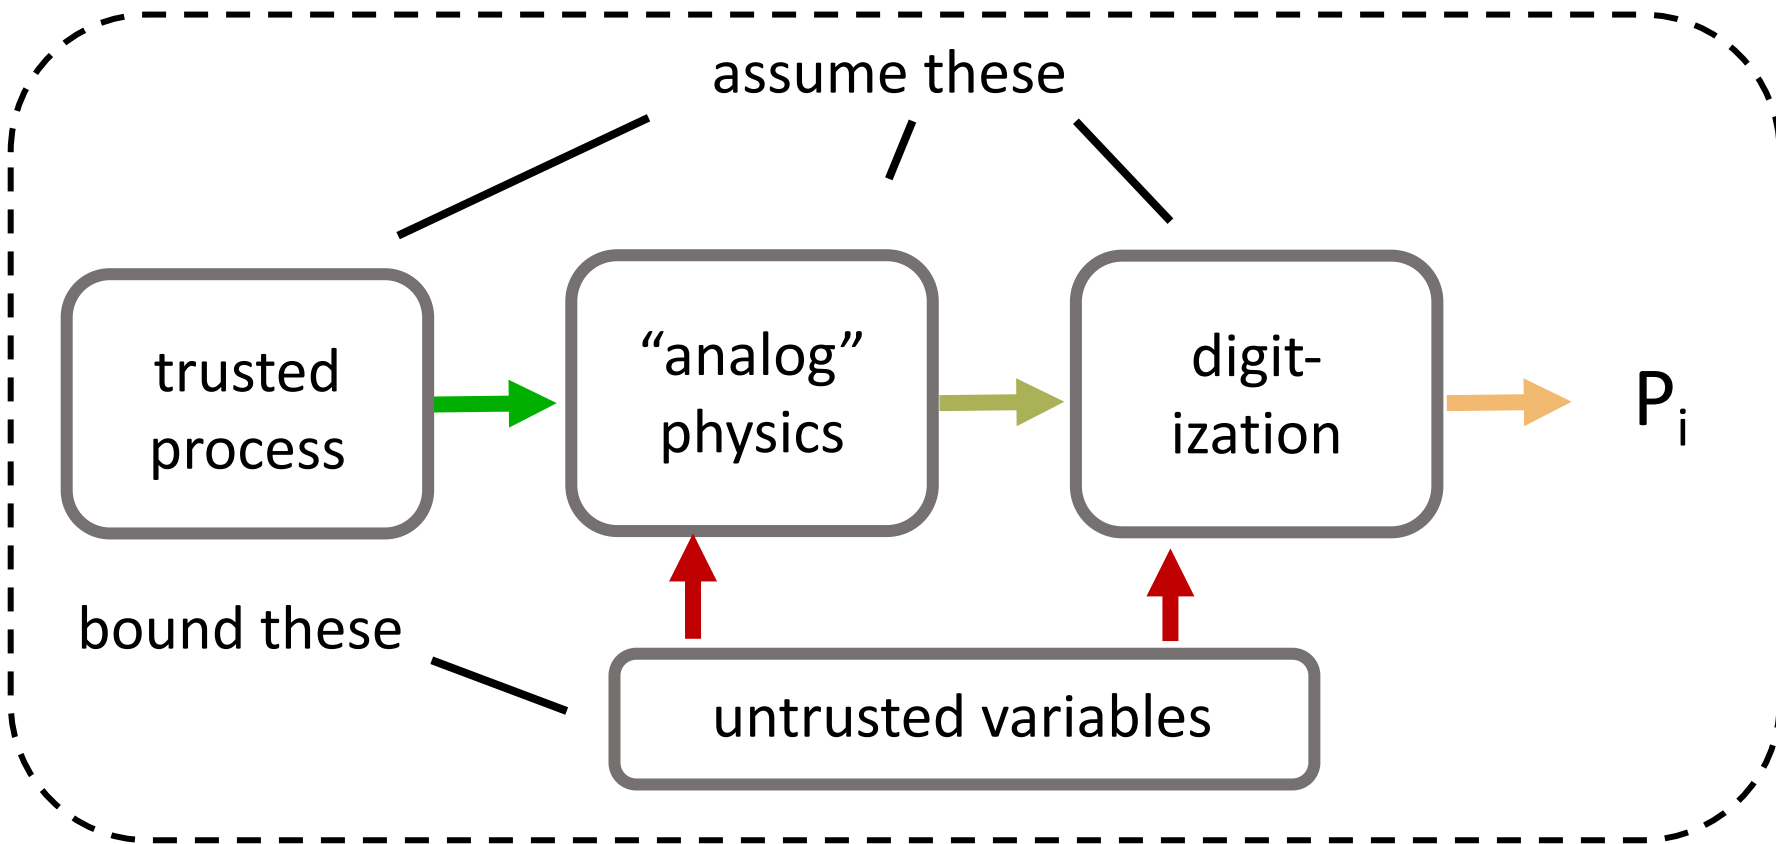 assume these
trusted
process
“analog”
physics
digit-
ization
Pi
bound these
untrusted variables